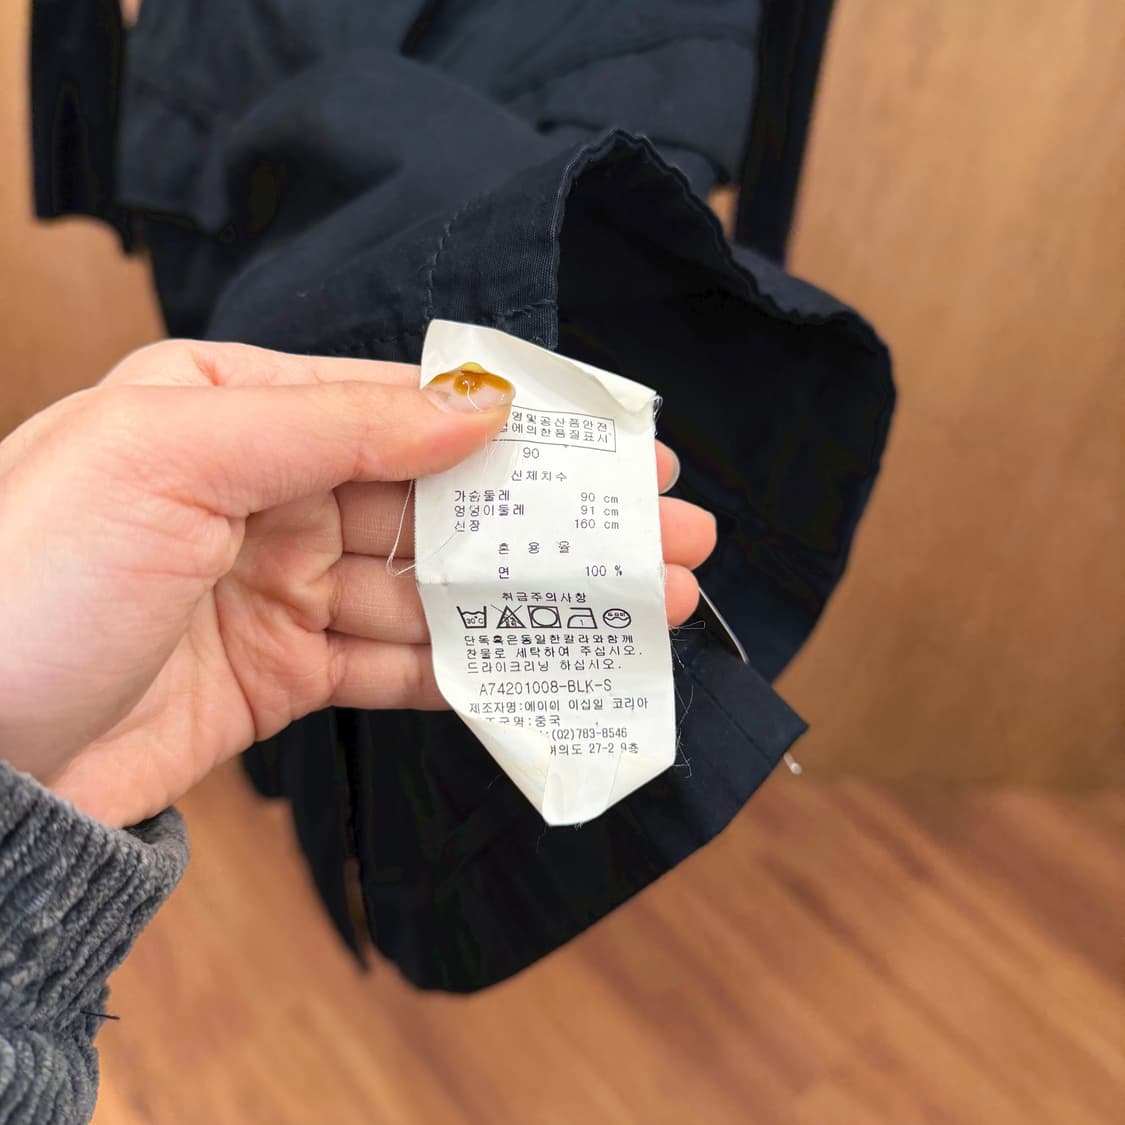 영및공산품안전
에의한품질표시
90
신체치수
가슴둘레 90 cm
엉덩이둘레 91 cm
신장 160 cm
혼 용 율
면 100 %
취급주의사항
30℃
단독혹은동일한칼라와함께
찬물로 세탁하여 주십시오.
드라이크리닝 하십시오.
A74201008-BLK-S
제조자명:에이이 이십일 코리아
조국명:중국
:(02)783-8546
여의도 27-2 9층